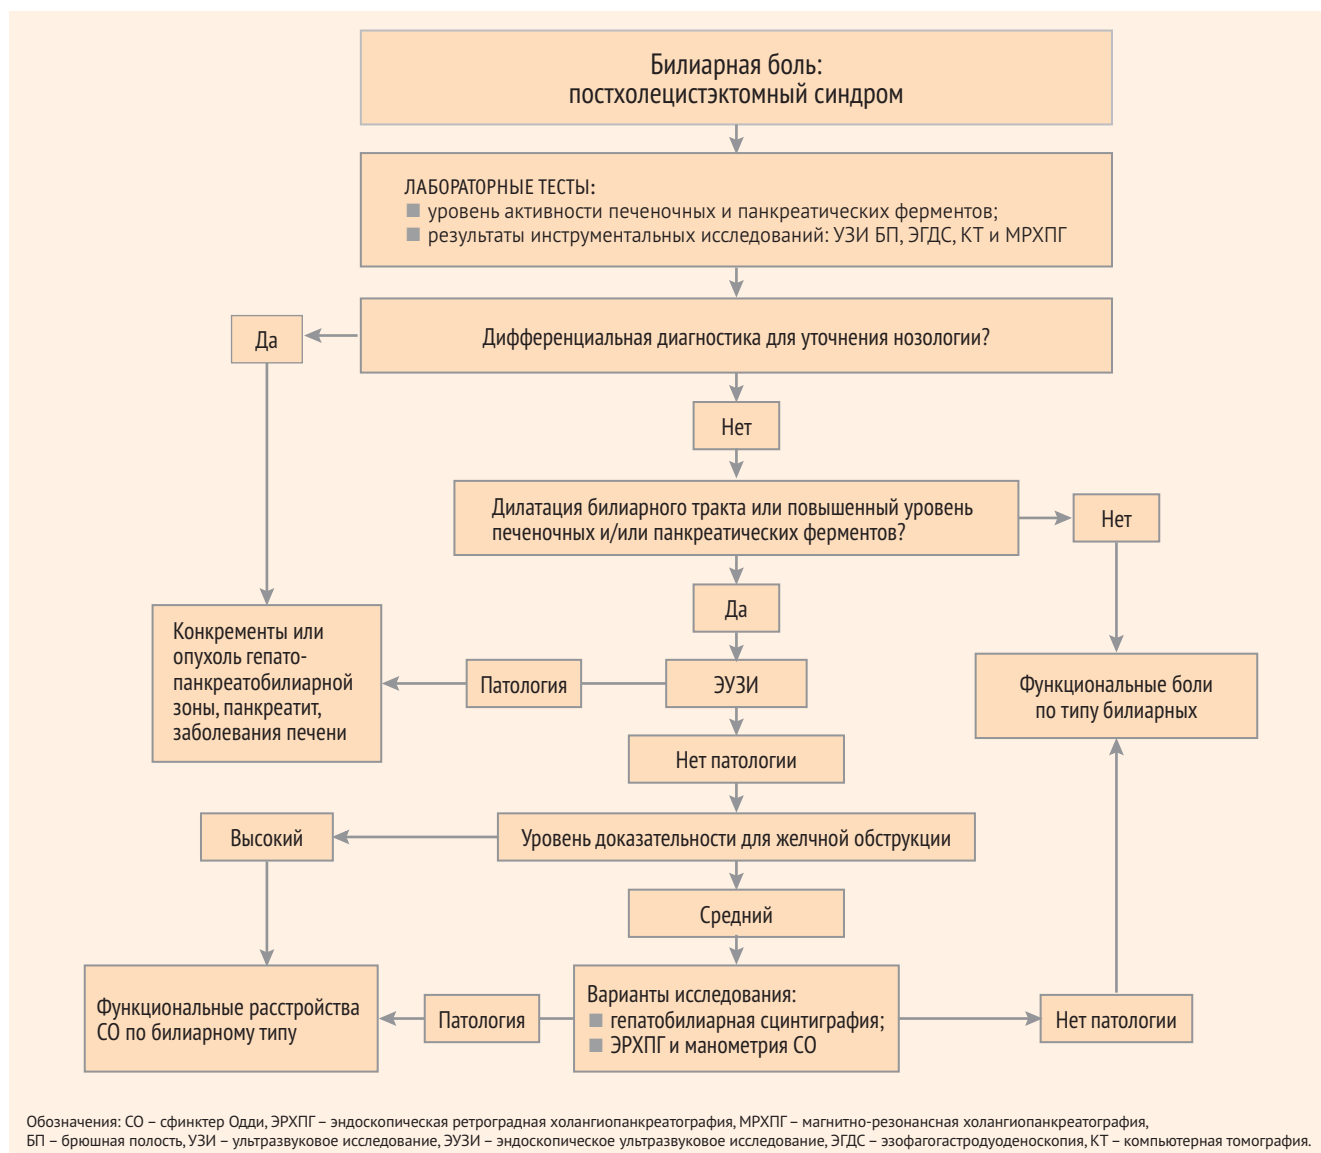 Билиарная боль:
постхолецистэктомный синдром
ЛАБОРАТОРНЫЕ ТЕСТЫ:
■ уровень активности печеночных и панкреатических ферментов;
■ результаты инструментальных исследований: УЗИ БП, ЭГДС, КТ и МРХПГ
Да
Дифференциальная диагностика для уточнения нозологии?
Нет
Дилатация билиарного тракта или повышенный уровень
печеночных и/или панкреатических ферментов?
Нет
Да
Конкременты или
опухоль гепато-
панкреатобилиарной
зоны, панкреатит,
заболевания печени
Патология
ЭУЗИ
Функциональные боли
по типу билиарных
Нет патологии
Высокий
Уровень доказательности для желчной обструкции
Средний
Функциональные расстройства
СО по билиарному типу
Патология
Варианты исследования:
■ гепатобилиарная сцинтиграфия;
■ ЭРХПГ и манометрия СО
Нет патологии
Обозначения: СО – сфинктер Одди, ЭРХПГ – эндоскопическая ретроградная холангиопанкреатография, МРХПГ – магнитно-резонансная холангиопанкреатография,
БП – брюшная полость, УЗИ – ультразвуковое исследование, ЭУЗИ – эндоскопическое ультразвуковое исследование, ЭГДС – эзофагогастродуоденоскопия, КТ – компьютерная томография.